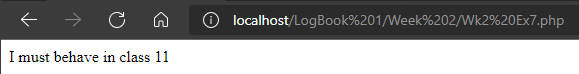 localhost/LogBook%201/Week%202/Wk2%20Ex7.php
I must behave in class 11